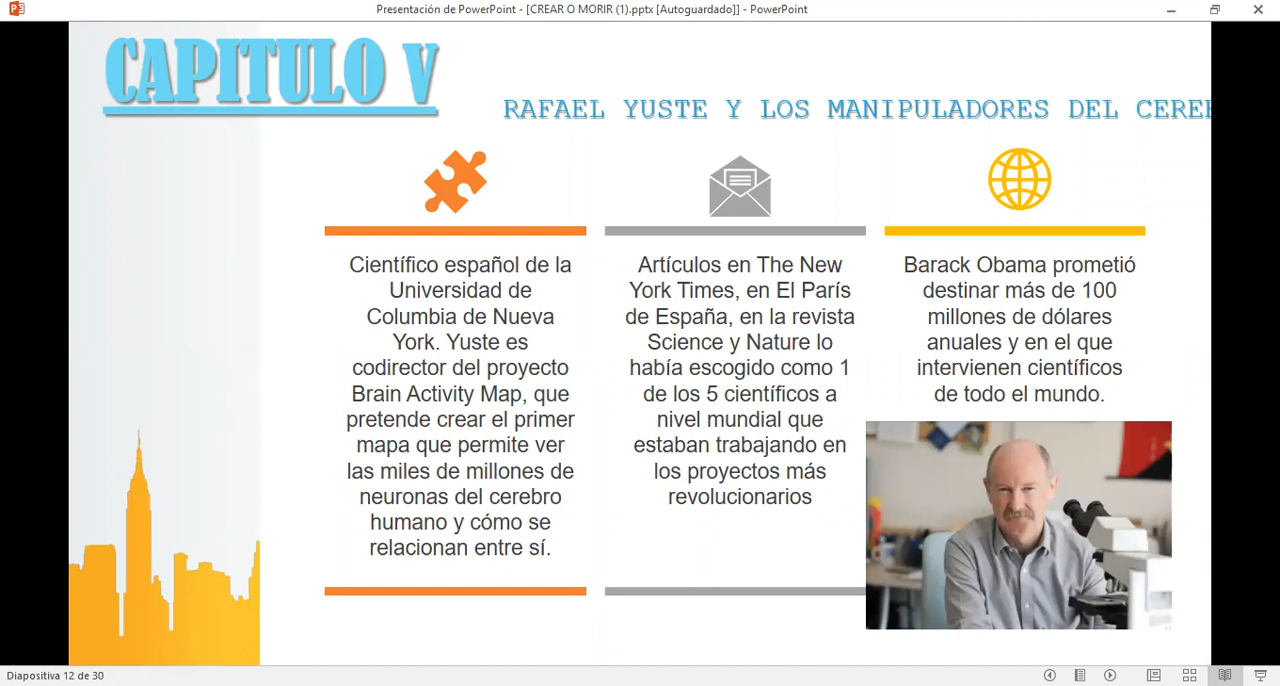 Presentación de PowerPoint - [CREAR O MORIR (1).pptx [Autoguardado]] - PowerPoint
CAPITULO V
RAFAEL YUSTE Y LOS MANIPULADORES DEL CEREB
Científico español de la
Universidad de
Columbia de Nueva
York. Yuste es
codirector del proyecto
Brain Activity Map, que
pretende crear el primer
mapa que permite ver
las miles de millones de
neuronas del cerebro
humano y cómo se
relacionan entre sí.
Artículos en The New
York Times, en El París
de España, en la revista
Science y Nature lo
había escogido como 1
de los 5 científicos a
nivel mundial que
estaban trabajando en
los proyectos más
revolucionarios
Barack Obama prometió
destinar más de 100
millones de dólares
anuales y en el que
intervienen científicos
de todo el mundo.
Diapositiva 12 de 30